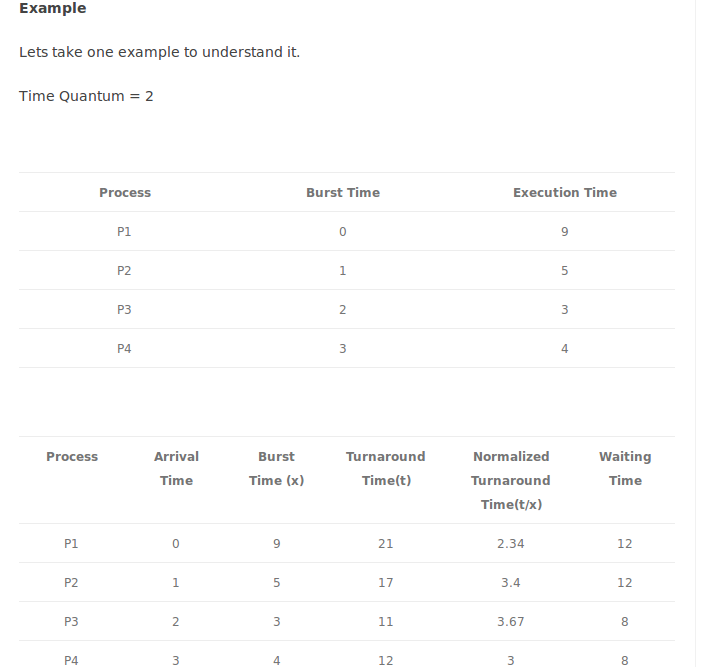 Example
Lets take one example to understand it.
Time Quantum = 2
Process Burst Time Execution Time
P1 0 9
P2 1 5
P3 2 3
P4 3 4
Process Arrival Burst Turnaround Normalized Waiting
Time Time (x) Time(t) Turnaround Time
Time(t/x)
P1 0 9 21 2.34 12
P2 1 5 17 3.4 12
P3 2 3 11 3.67 8
P4 3 4 12 3 8